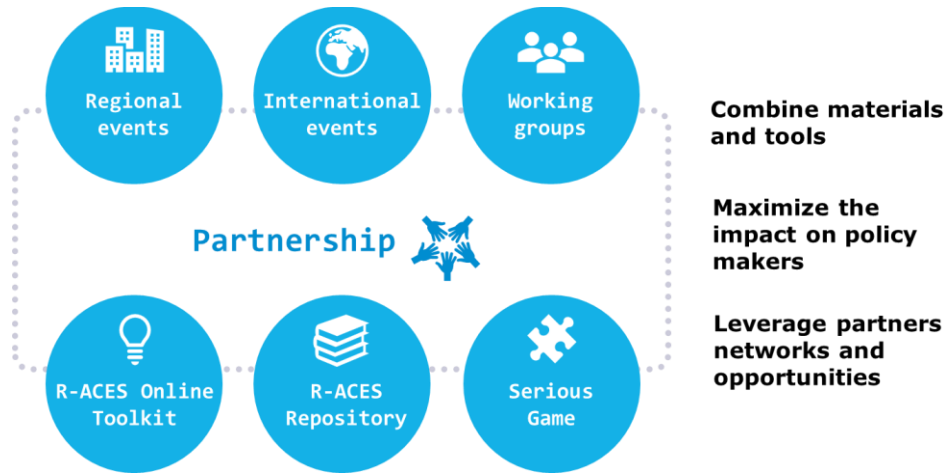 Regional
events
International
events
Working
groups
Partnership
R-ACES Online
Toolkit
R-ACES
Repository
Serious
Game
Combine materials
and tools
Maximize the
impact on policy
makers
Leverage partners
networks and
opportunities